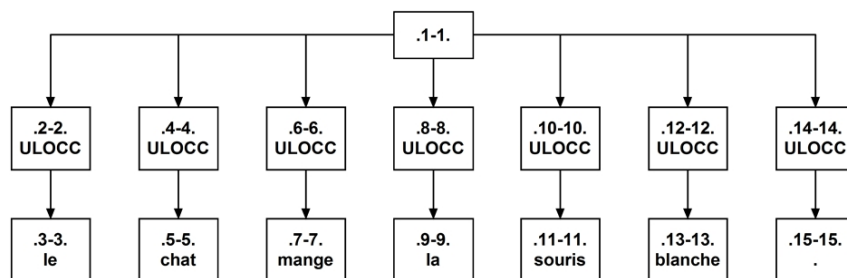 .1-1.
.2-2. .4-4. .6-6. .8-8. .10-10. .12-12. .14-14.
ULOCC ULOCC ULOCC ULOCC ULOCC ULOCC ULOCC
.3-3. .5-5. .7-7. .9-9. .11-11. .13-13. .15-15.
le chat mange la souris blanche .